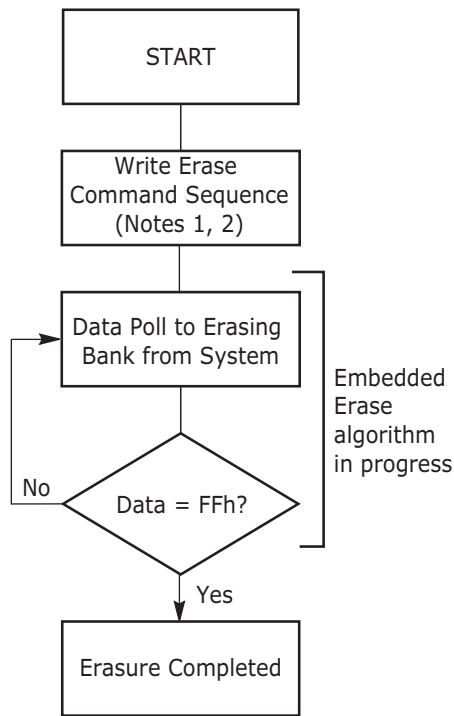 START
Write Erase
Command Sequence
(Notes 1, 2)
Data Poll to Erasing
Bank from System
Embedded
Erase
algorithm
in progress
No
Data = FFh?
Yes
Erasure Completed